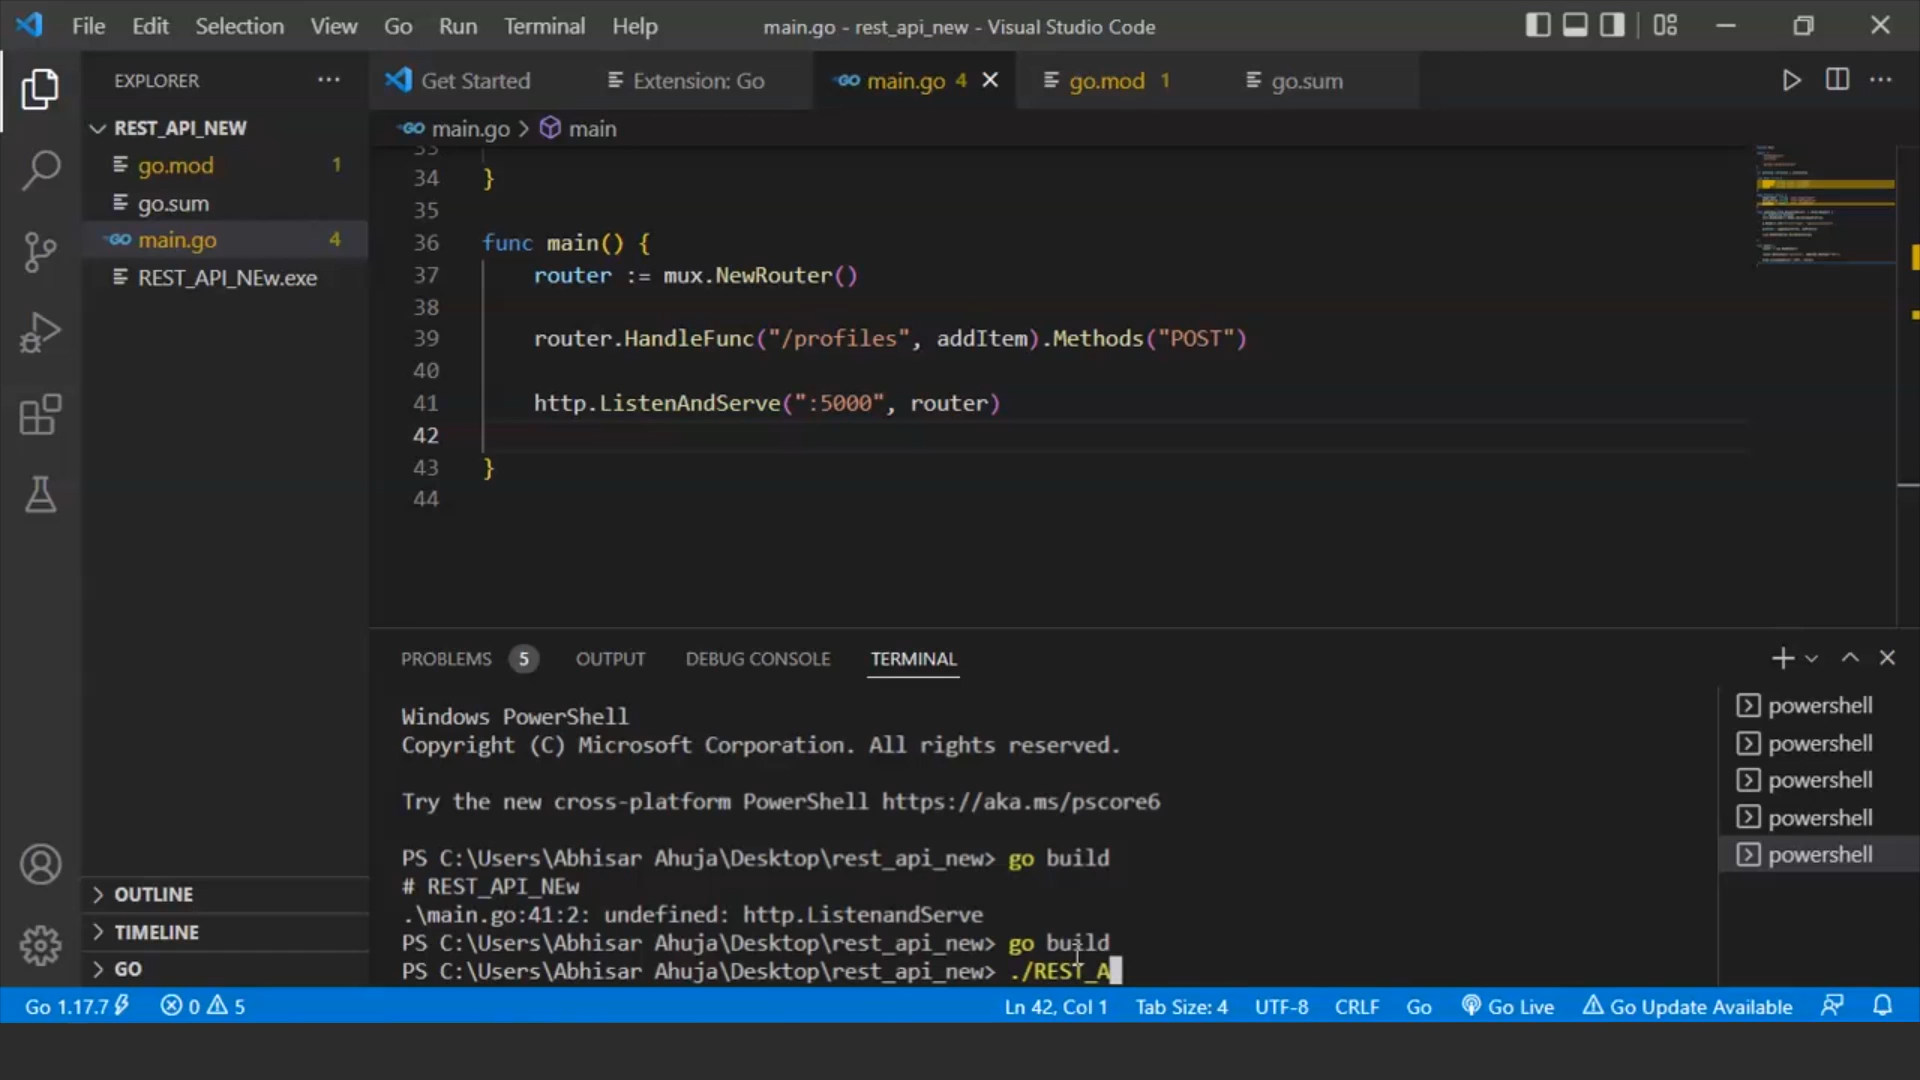 File Edit Selection View Go Run Terminal Help
main.go - rest_api_new - Visual Studio Code
EXPLORER
REST_API_NEW
go.mod 1
go.sum
main.go 4
REST_API_NEw.exe
OUTLINE
TIMELINE
GO
Get Started
Extension: Go
main.go 4
go.mod 1
go.sum
main.go > main
33
34 }
35
36 func main() {
37 router := mux.NewRouter()
38
39 router.HandleFunc("/profiles", addItem).Methods("POST")
40
41 http.ListenAndServe(":5000", router)
42
43 }
44
PROBLEMS 5 OUTPUT DEBUG CONSOLE TERMINAL
Windows PowerShell
Copyright (C) Microsoft Corporation. All rights reserved.
Try the new cross-platform PowerShell https://aka.ms/pscore6
PS C:\Users\Abhisar Ahuja\Desktop\rest_api_new> go build
# REST_API_NEw
.\main.go:41:2: undefined: http.ListenandServe
PS C:\Users\Abhisar Ahuja\Desktop\rest_api_new> go build
PS C:\Users\Abhisar Ahuja\Desktop\rest_api_new> ./REST_A
powershell
powershell
powershell
powershell
powershell
Go 1.17.7 0 5 Ln 42, Col 1 Tab Size: 4 UTF-8 CRLF Go Go Live Go Update Available